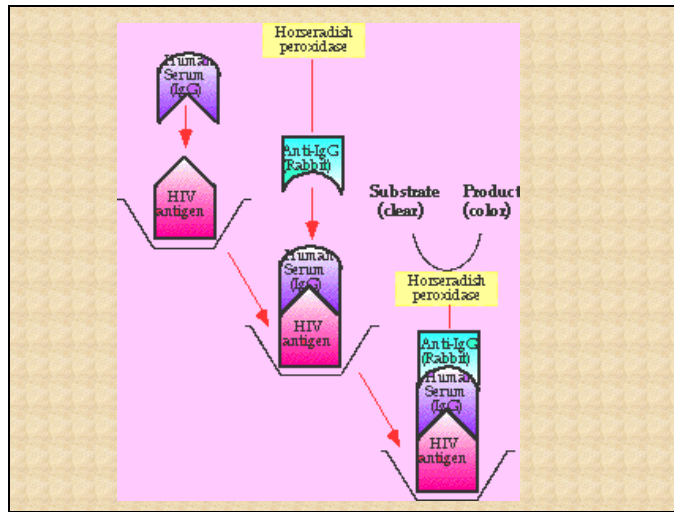 Horseradish
peroxidase
Human
Serum
(IgG)
Anti-IgG
(Rabbit)
HIV
antigen
Substrate
(clear)
Product
(color)
Human
Serum
(IgG)
HIV
antigen
Horseradish
peroxidase
Anti-IgG
(Rabbit)
Human
Serum
(IgG)
HIV
antigen